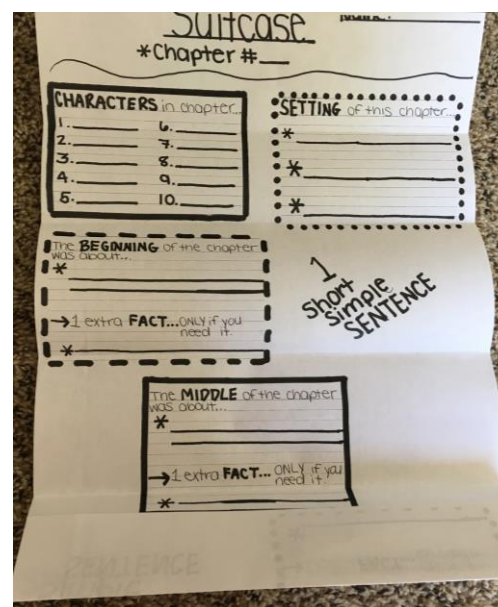 Suitcase
*Chapter #__
CHARACTERS in chapter...
1.
2.
3.
4.
5.
6.
7.
8.
9.
10.
SETTING of this chapter...
*
*
*
The BEGINNING of the chapter
was about...
*
→1 extra FACT... ONLY if you
need it.
*
1
Short
Simple
SENTENCE
The MIDDLE of the chapter
was about...
*
→1 extra FACT... ONLY if you
need it.
*